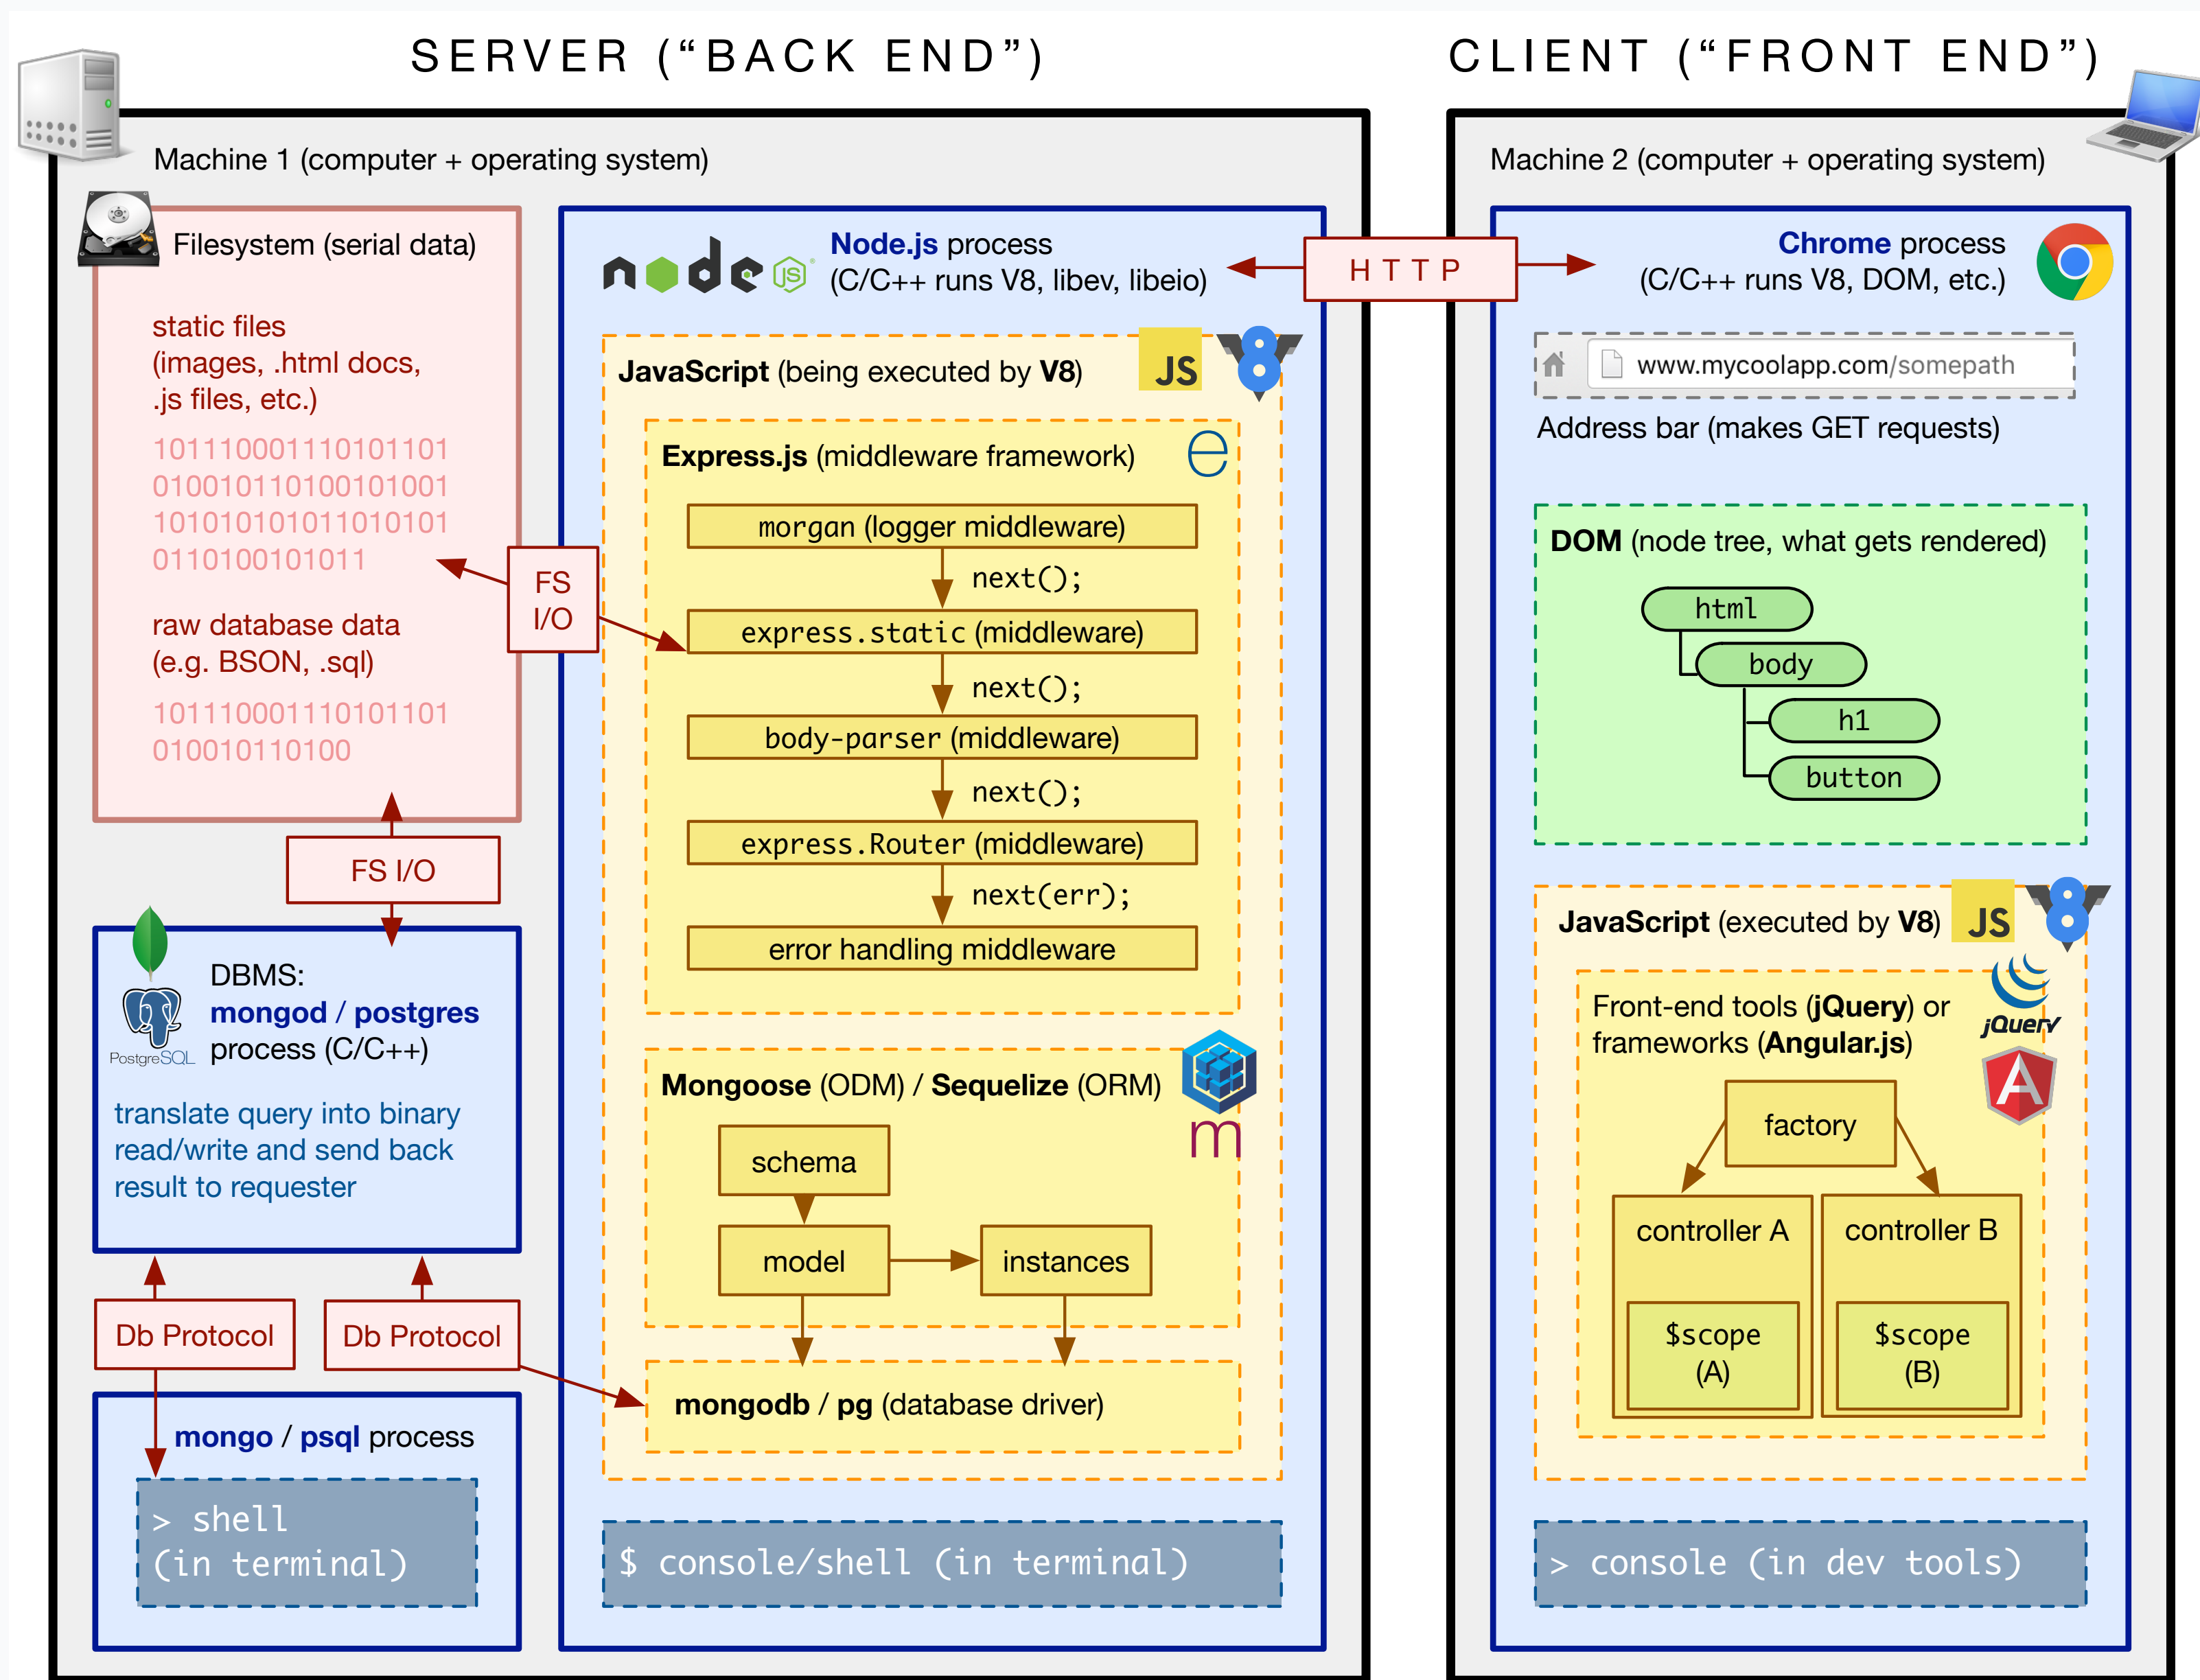 SERVER (“BACK END”)
CLIENT (“FRONT END”)
Machine 1 (computer + operating system)
Filesystem (serial data)
static files
(images, .html docs,
.js files, etc.)
101110001110101101
010010110100101001
101010101011010101
0110100101011
raw database data
(e.g. BSON, .sql)
101110001110101101
010010110100
FS I/O
DBMS:
mongod / postgres
process (C/C++)
PostgreSQL
translate query into binary
read/write and send back
result to requester
Db Protocol
Db Protocol
mongo / psql process
> shell
(in terminal)
FS
I/O
node
JS
Node.js process
(C/C++ runs V8, libev, libeio)
HTTP
JavaScript (being executed by V8)
JS
8
Express.js (middleware framework)
e
morgan (logger middleware)
next();
express.static (middleware)
next();
body-parser (middleware)
next();
express.Router (middleware)
next(err);
error handling middleware
Mongoose (ODM) / Sequelize (ORM)
m
schema
model
instances
mongodb / pg (database driver)
$ console/shell (in terminal)
Machine 2 (computer + operating system)
Chrome process
(C/C++ runs V8, DOM, etc.)
www.mycoolapp.com/somepath
Address bar (makes GET requests)
DOM (node tree, what gets rendered)
html
body
h1
button
JavaScript (executed by V8)
JS
8
Front-end tools (jQuery) or
frameworks (Angular.js)
jQuery
A
factory
controller A
controller B
$scope
(A)
$scope
(B)
> console (in dev tools)